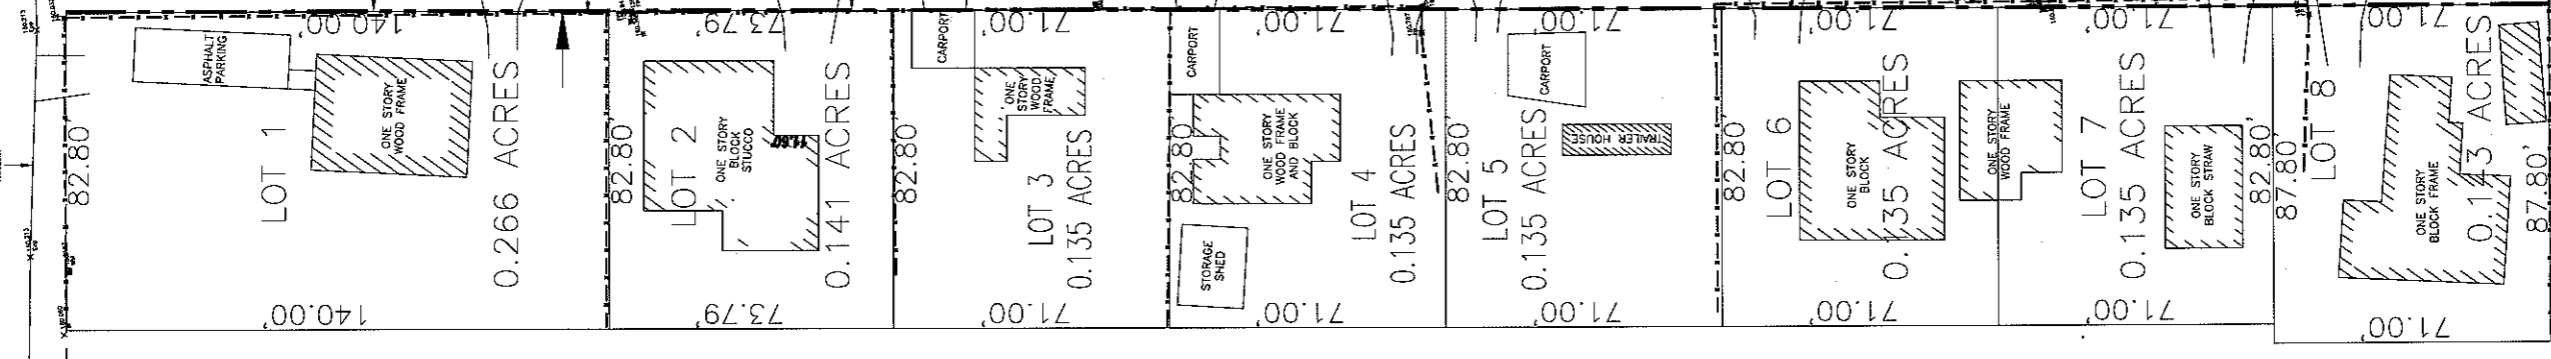 140.00'
ASPHALT
PARKING
ONE STORY
WOOD FRAME
82.80'
LOT 1
0.266 ACRES
140.00'
73.79'
82.80'
LOT 2
ONE STORY
BLOCK
STUCCO
11.60'
0.141 ACRES
73.79'
CARPORT
71.00'
ONE
STORY
WOOD
FRAME
82.80'
LOT 3
0.135 ACRES
71.00'
CARPORT
71.00'
82.80'
ONE STORY
WOOD FRAME
AND BLOCK
STORAGE
SHED
LOT 4
0.135 ACRES
71.00'
71.00'
CARPORT
82.80'
LOT 5
0.135 ACRES
TRAILER HOUSE
71.00'
71.00'
82.80'
LOT 6
ONE STORY
BLOCK
0.135 ACRES
71.00'
71.00'
ONE STORY
WOOD FRAME
LOT 7
0.135 ACRES
ONE STORY
BLOCK STRAW
82.80'
71.00'
71.00'
87.80'
LOT 8
ONE STORY
BLOCK FRAME
0.143 ACRES
87.80'
71.00'